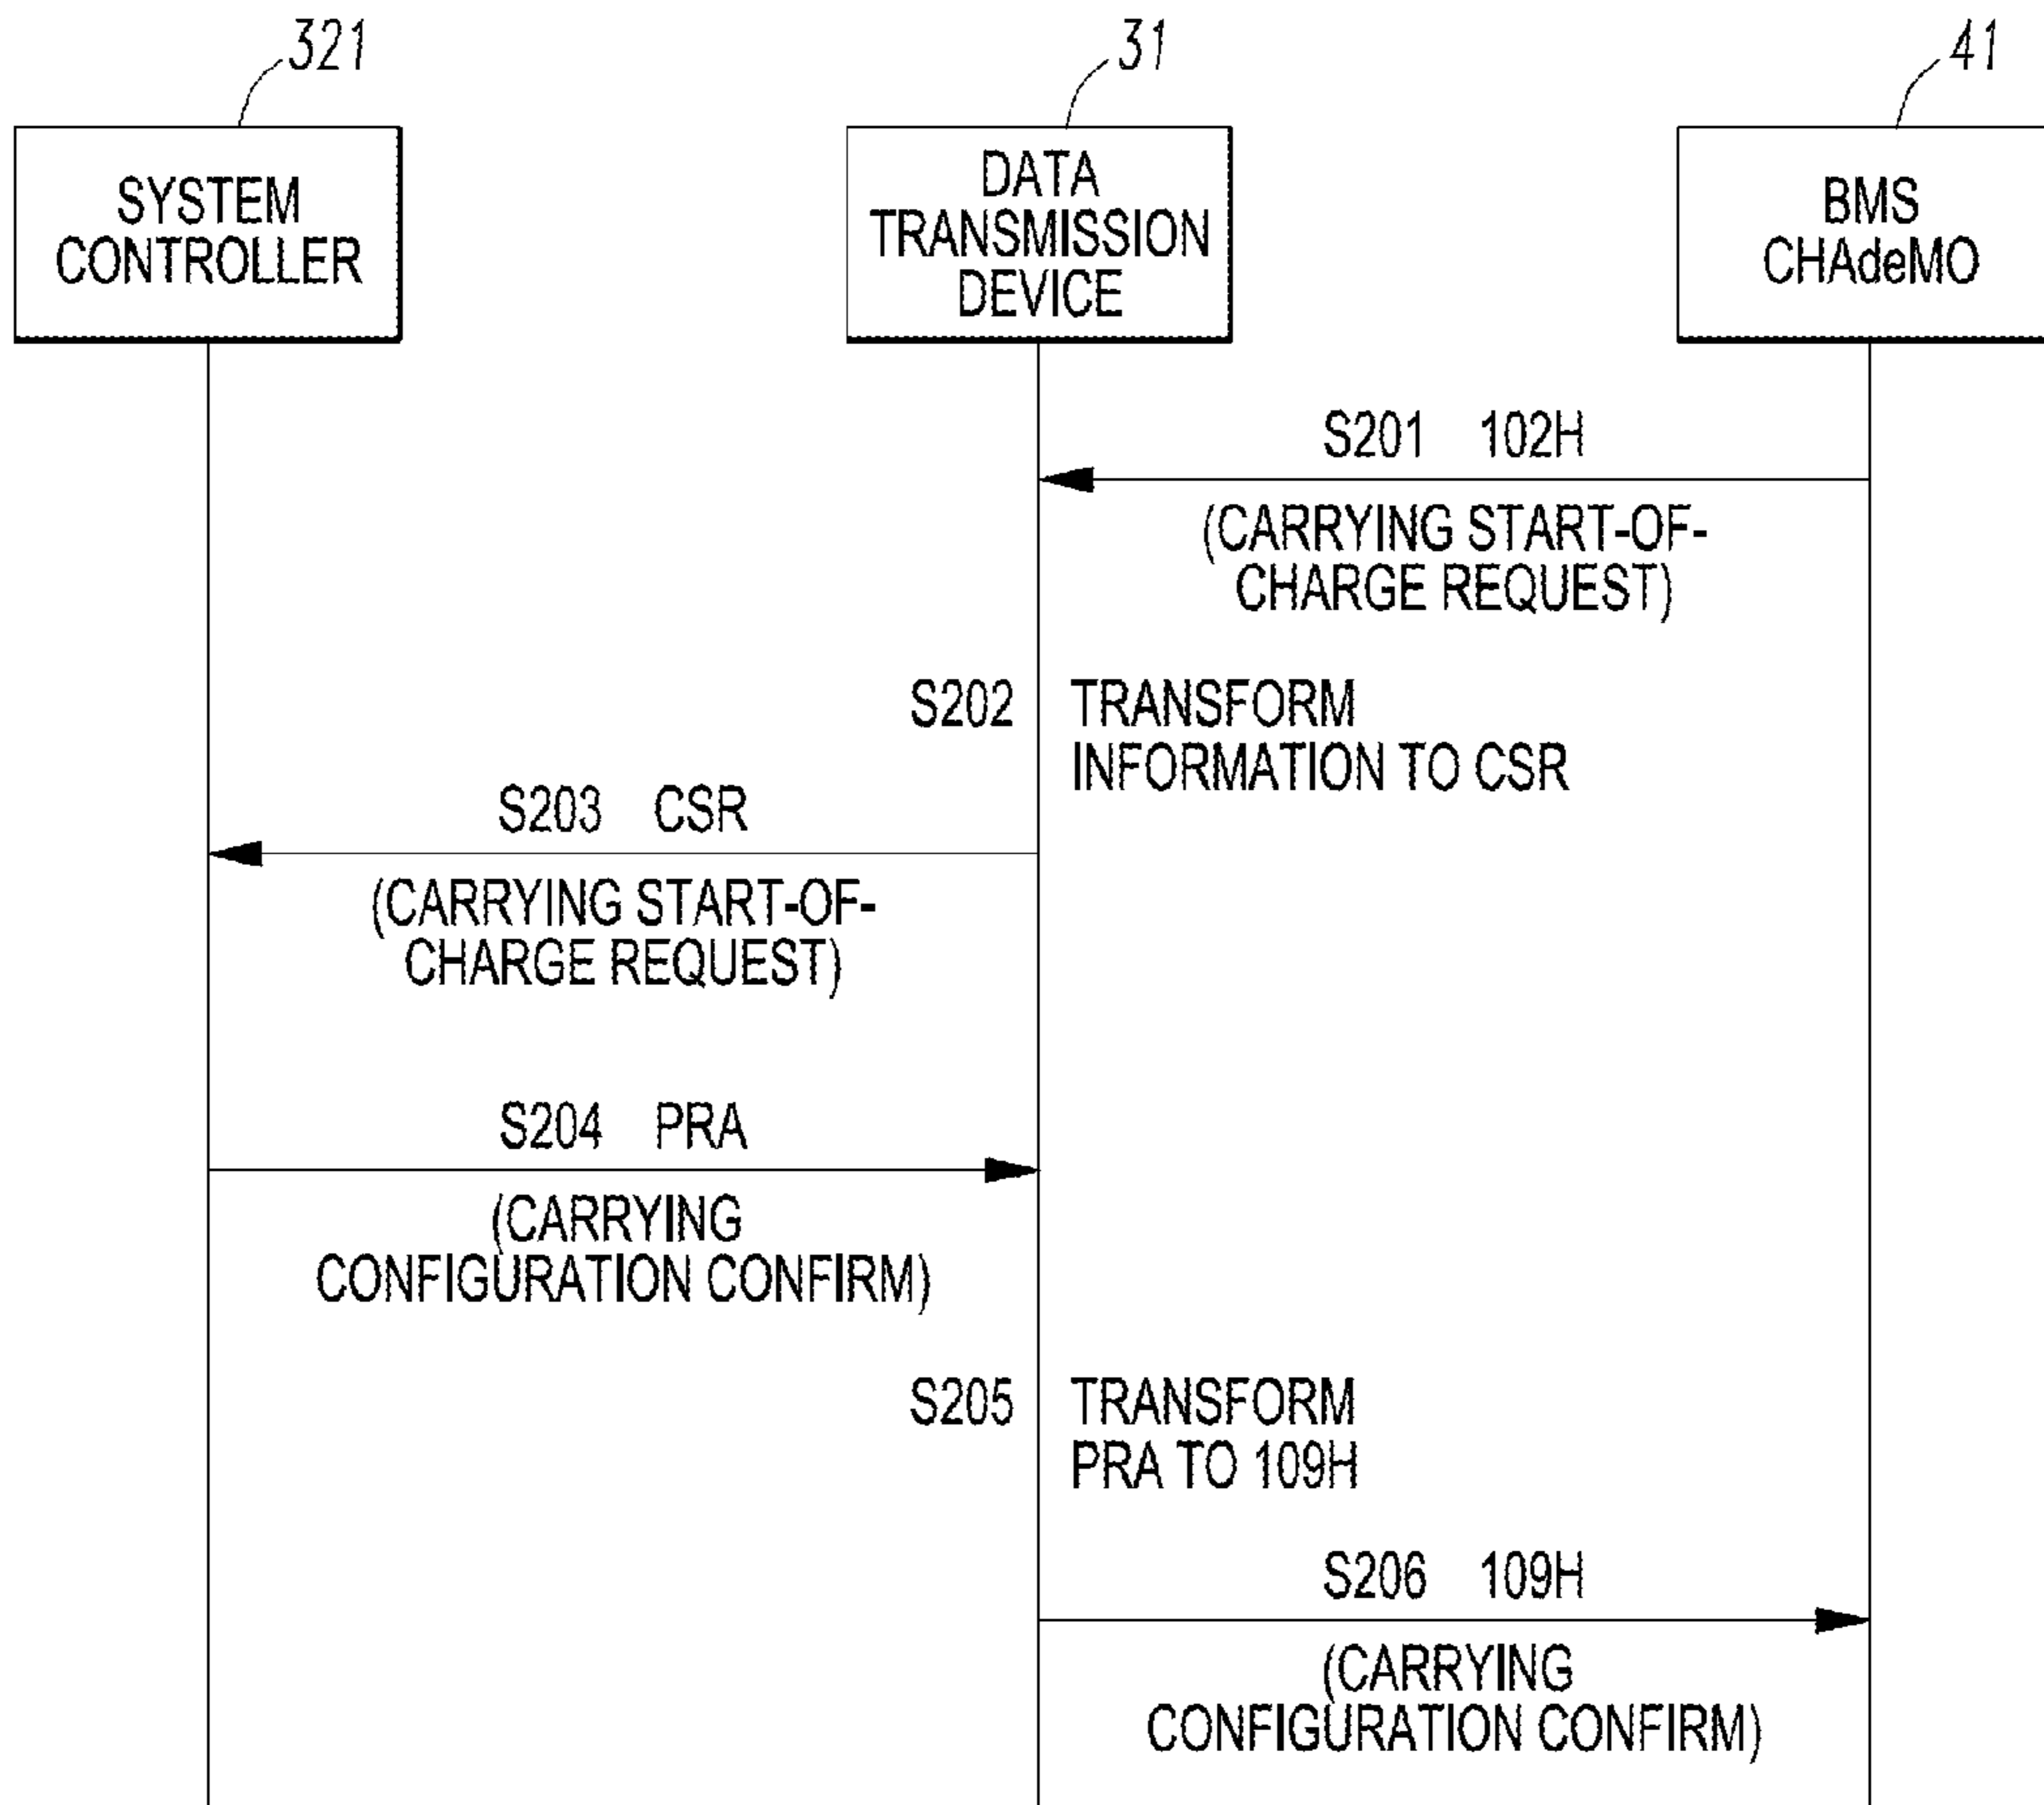 321
31
41
SYSTEM
CONTROLLER
DATA
TRANSMISSION
DEVICE
BMS
CHAdeMO
S201 102H
(CARRYING START-OF-
CHARGE REQUEST)
S202 TRANSFORM
INFORMATION TO CSR
S203 CSR
(CARRYING START-OF-
CHARGE REQUEST)
S204 PRA
(CARRYING
CONFIGURATION CONFIRM)
S205 TRANSFORM
PRA TO 109H
S206 109H
(CARRYING
CONFIGURATION CONFIRM)